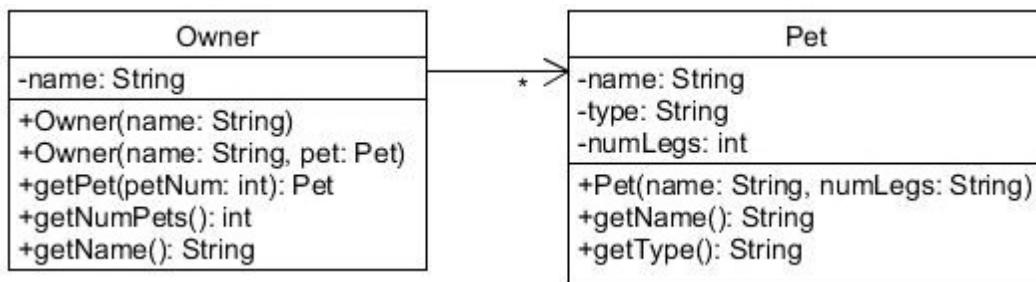 Owner
-name: String
+Owner(name: String)
+Owner(name: String, pet: Pet)
+getPet(petNum: int): Pet
+getNumPets(): int
+getName(): String
*
Pet
-name: String
-type: String
-numLegs: int
+Pet(name: String, numLegs: String)
+getName(): String
+getType(): String